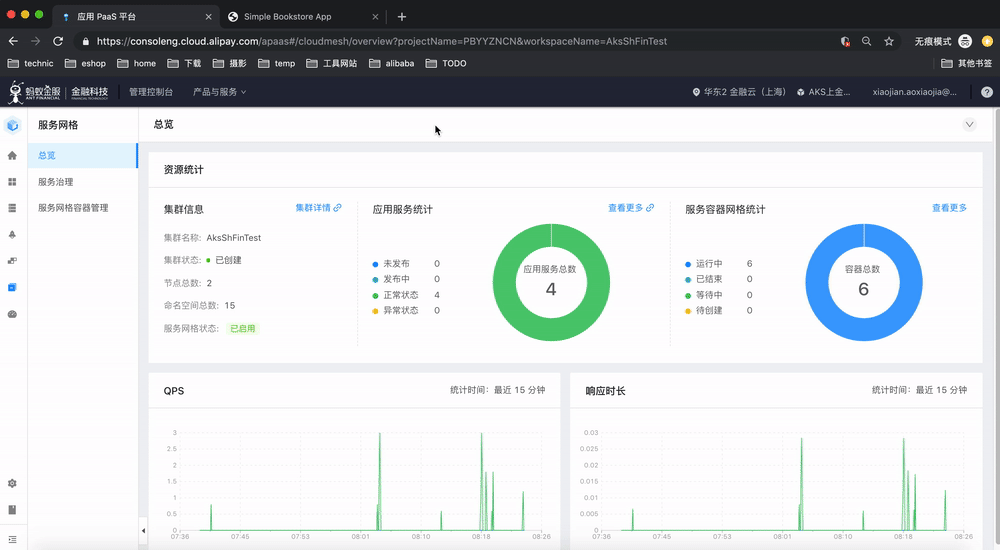 应用 PaaS 平台
Simple Bookstore App
https://consoleng.cloud.alipay.com/apaas#/cloudmesh/overview?projectName=PBYYZNCN&workspaceName=AksShFinTest
无痕模式
technic eshop home 下载 摄影 temp 工具网站 alibaba TODO 其他书签
蚂蚁金服 金融科技 管理控制台 产品与服务 华东2 金融云（上海） AKS上金... xiaojian.aoxiaojia@...
ANT FINANCIAL FINANCIAL TECHNOLOGY
服务网格 总览
总览
服务治理
服务网格容器管理
资源统计
集群信息 集群详情
集群名称: AksShFinTest
集群状态: 已创建
节点总数: 2
命名空间总数: 15
服务网格状态: 已启用
应用服务统计 查看更多
未发布 0
发布中 0
正常状态 4
异常状态 0
应用服务总数
4
服务容器网格统计 查看更多
运行中 6
已结束 0
等待中 0
待创建 0
容器总数
6
QPS 统计时间: 最近 15 分钟
3
2.5
2
1.5
1
0.5
0
07:36 07:45 07:53 08:01 08:10 08:18 08:26
响应时长 统计时间: 最近 15 分钟
0.03
0.025
0.02
0.015
0.01
0.005
0
07:36 07:45 07:53 08:01 08:10 08:18 08:26